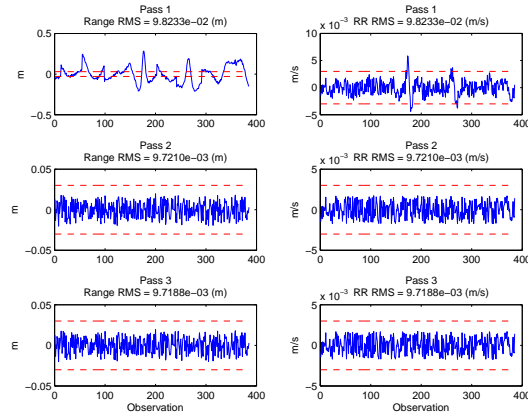 Pass 1
Range RMS = 9.8233e−02 (m)
0.5
0
−0.5
m
0 100 200 300 400
Pass 1
x 10⁻³ RR RMS = 9.8233e−02 (m/s)
10
5
0
−5
m/s
0 100 200 300 400
Pass 2
Range RMS = 9.7210e−03 (m)
0.05
0
−0.05
m
0 100 200 300 400
Pass 2
x 10⁻³ RR RMS = 9.7210e−03 (m/s)
5
0
−5
m/s
0 100 200 300 400
Pass 3
Range RMS = 9.7188e−03 (m)
0.05
0
−0.05
m
0 100 200 300 400
Observation
Pass 3
x 10⁻³ RR RMS = 9.7188e−03 (m/s)
5
0
−5
m/s
0 100 200 300 400
Observation